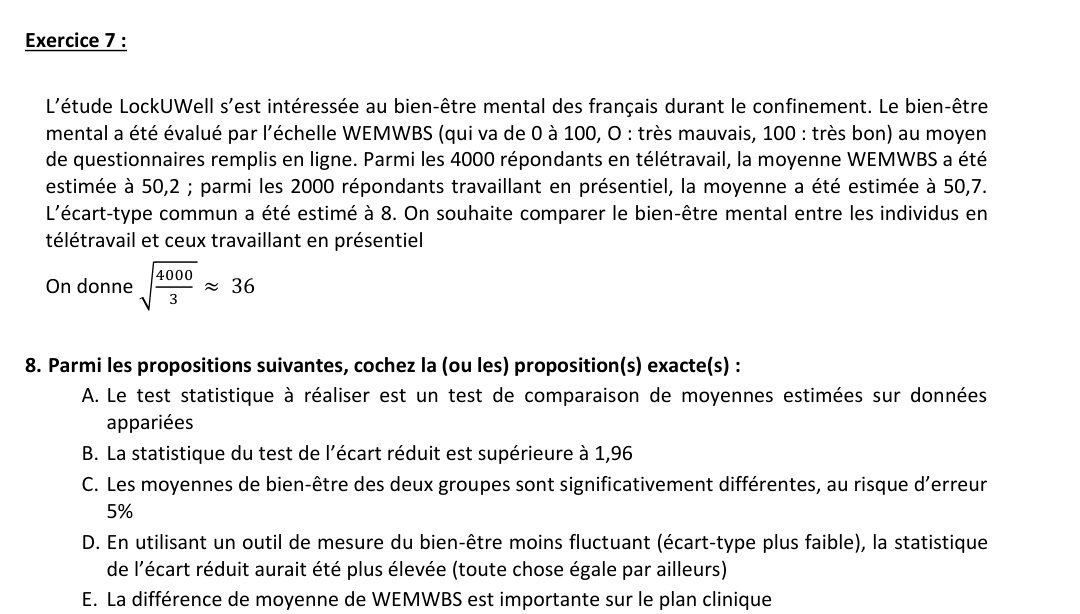 Exercice 7 :
L’étude LockUWell s’est intéressée au bien-être mental des français durant le confinement. Le bien-être
mental a été évalué par l’échelle WEMWBS (qui va de 0 à 100, O : très mauvais, 100 : très bon) au moyen
de questionnaires remplis en ligne. Parmi les 4000 répondants en télétravail, la moyenne WEMWBS a été
estimée à 50,2 ; parmi les 2000 répondants travaillant en présentiel, la moyenne a été estimée à 50,7.
L’écart-type commun a été estimé à 8. On souhaite comparer le bien-être mental entre les individus en
télétravail et ceux travaillant en présentiel
On donne √(4000/3) ≈ 36
8. Parmi les propositions suivantes, cochez la (ou les) proposition(s) exacte(s) :
A. Le test statistique à réaliser est un test de comparaison de moyennes estimées sur données
appariées
B. La statistique du test de l’écart réduit est supérieure à 1,96
C. Les moyennes de bien-être des deux groupes sont significativement différentes, au risque d’erreur
5%
D. En utilisant un outil de mesure du bien-être moins fluctuant (écart-type plus faible), la statistique
de l’écart réduit aurait été plus élevée (toute chose égale par ailleurs)
E. La différence de moyenne de WEMWBS est importante sur le plan clinique